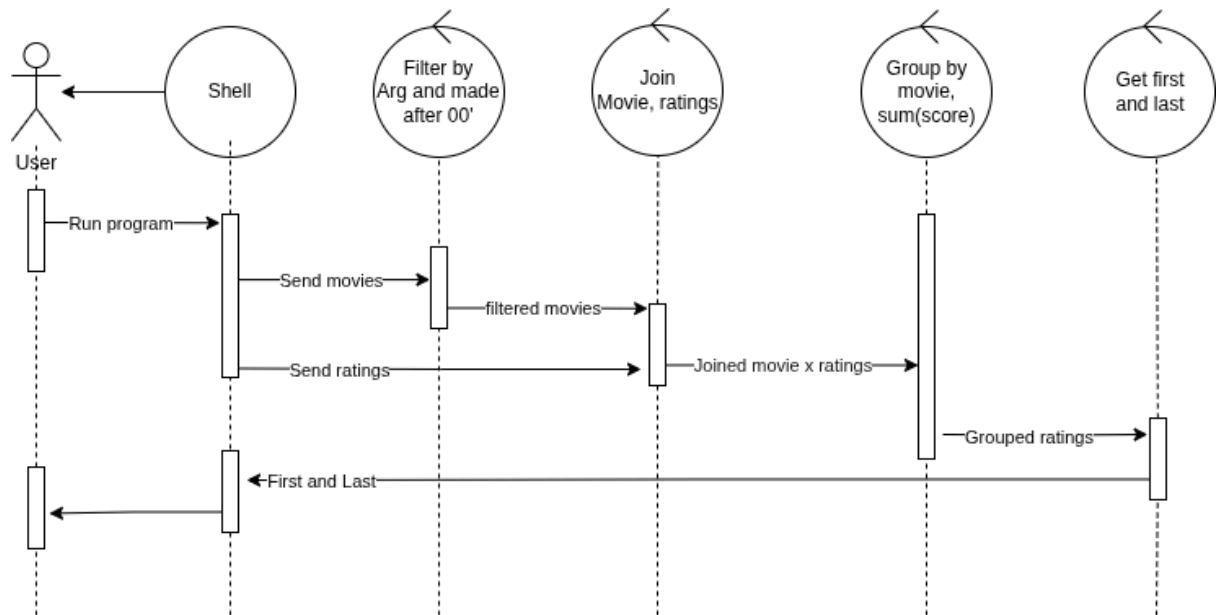 User
Shell
Filter by
Arg and made
after 00'
Join
Movie, ratings
Group by
movie,
sum(score)
Get first
and last
Run program
Send movies
filtered movies
Send ratings
Joined movie x ratings
Grouped ratings
First and Last